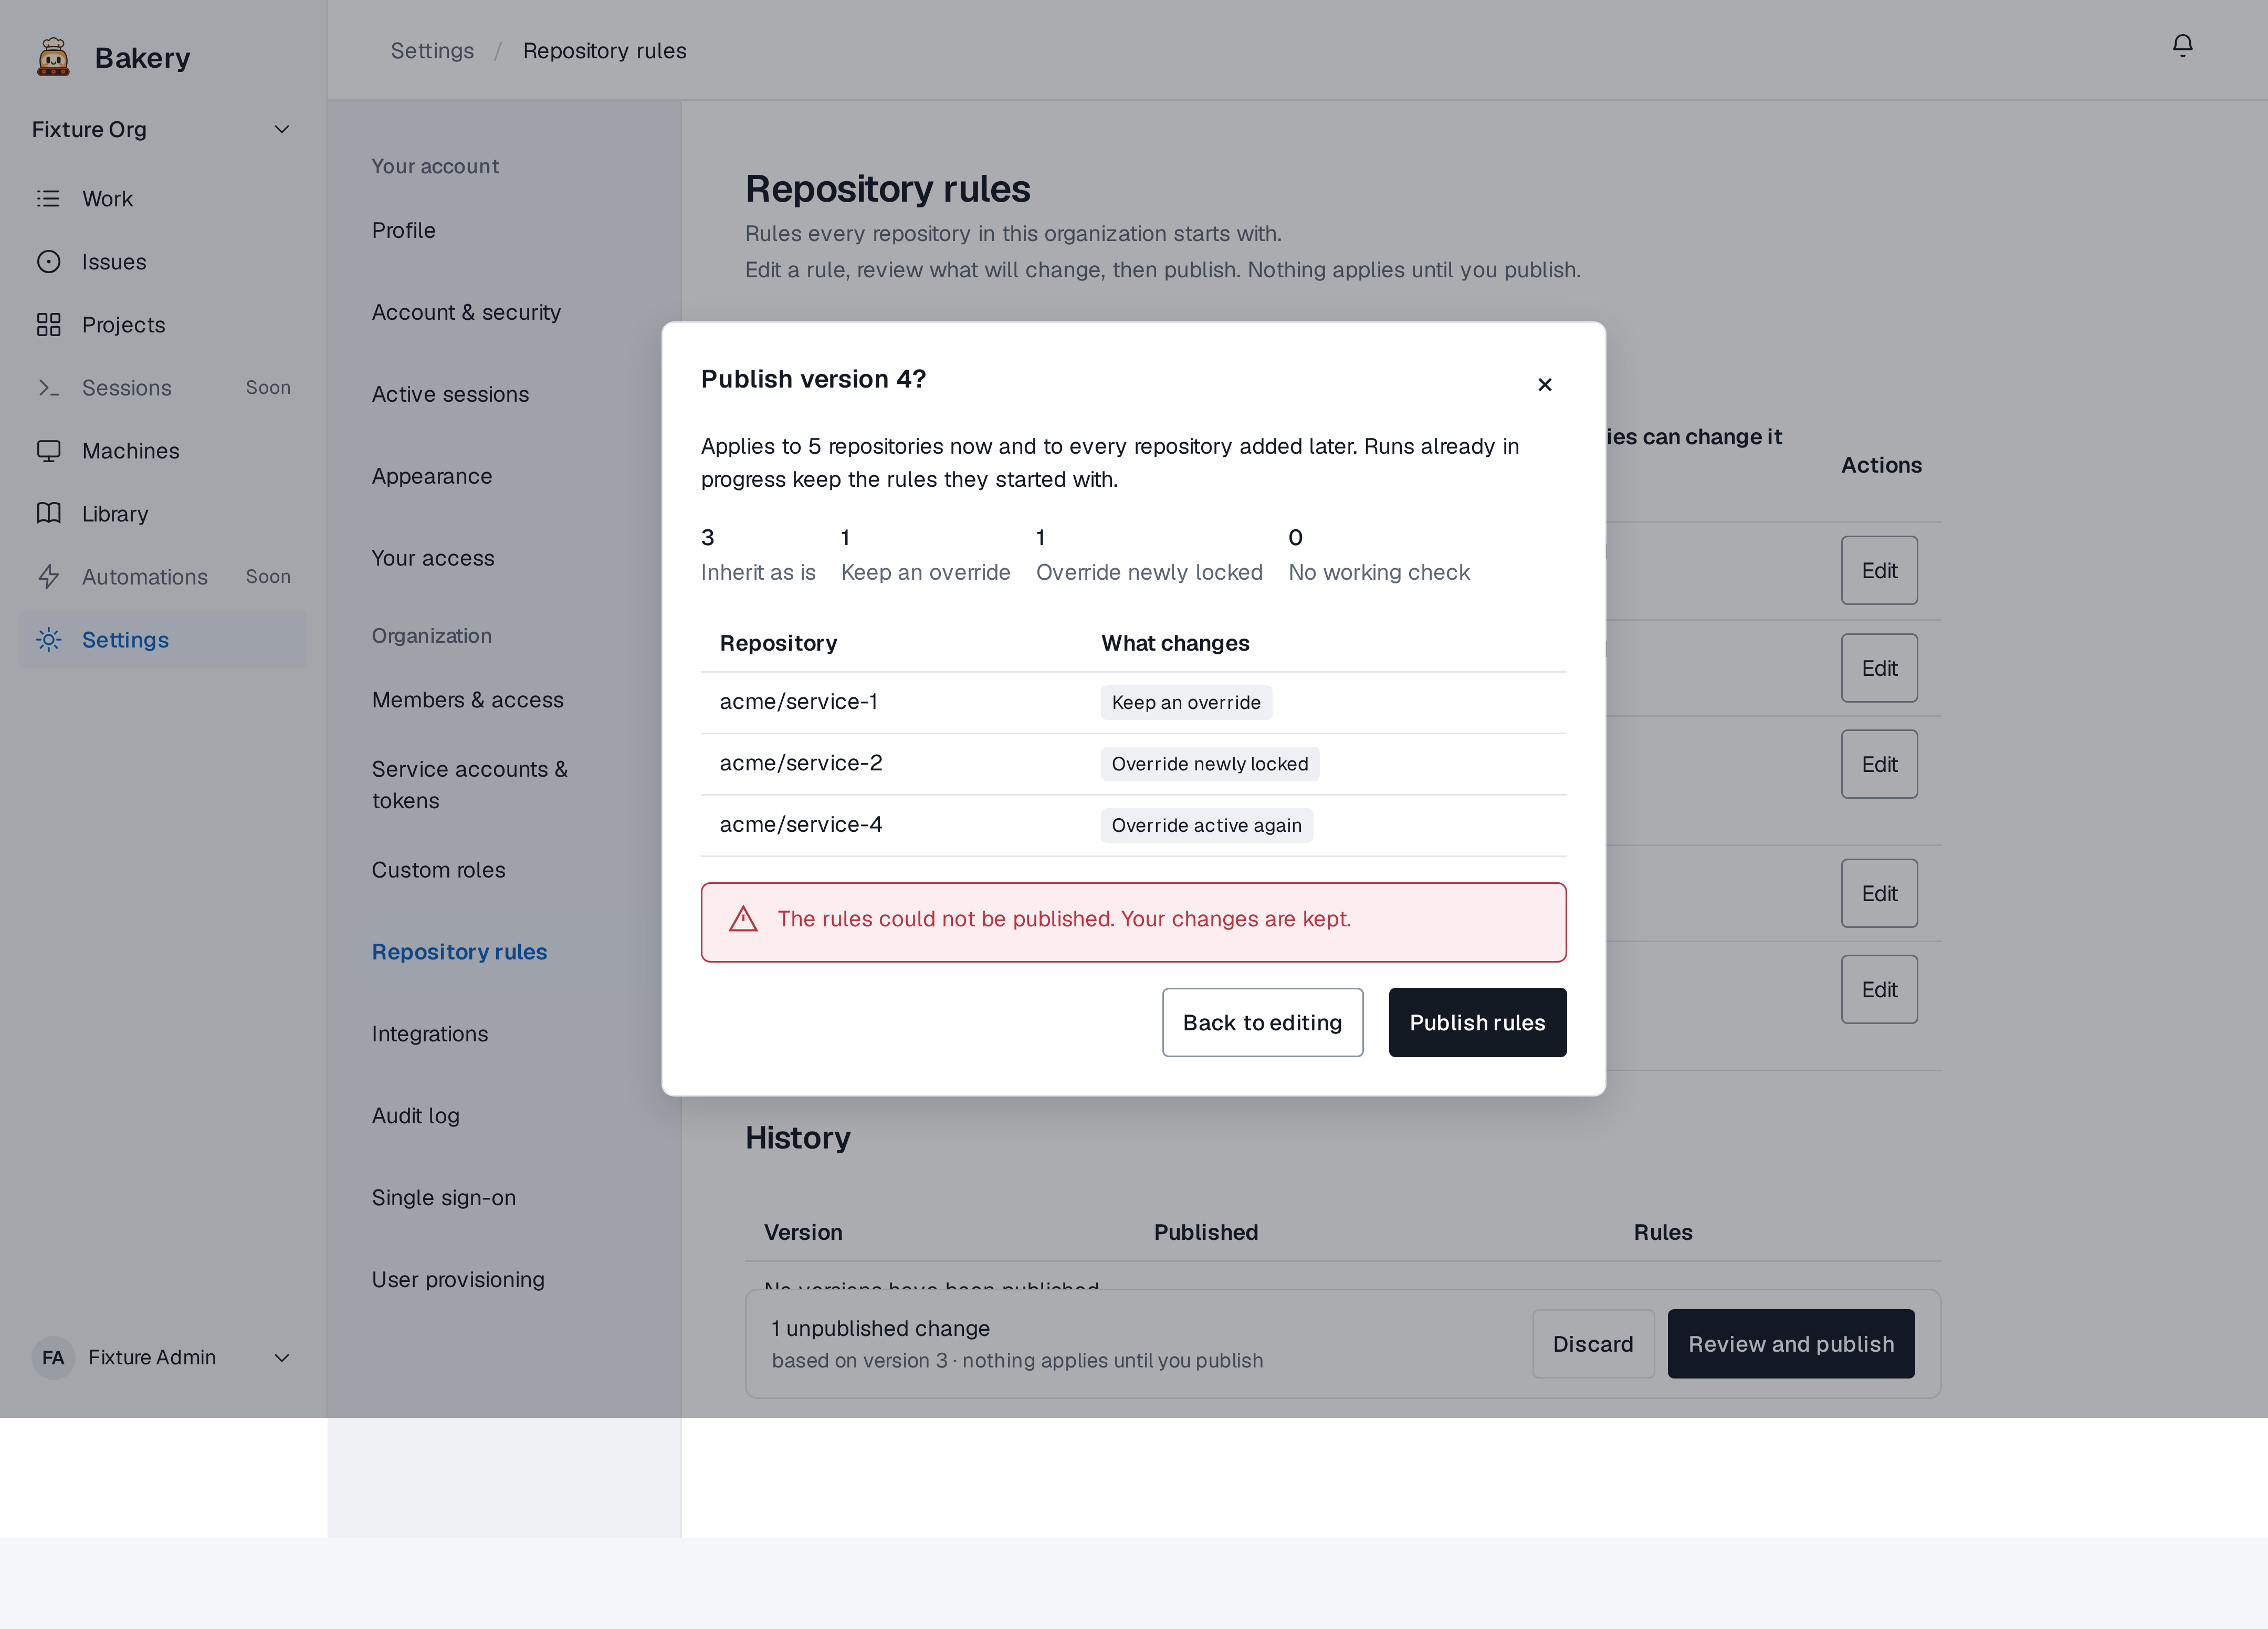 Bakery
Fixture Org
Work
Issues
Projects
Sessions Soon
Machines
Library
Automations Soon
Settings
FA Fixture Admin
Settings / Repository rules
Your account
Profile
Account & security
Active sessions
Appearance
Your access
Organization
Members & access
Service accounts &
tokens
Custom roles
Repository rules
Integrations
Audit log
Single sign-on
User provisioning
Repository rules
Rules every repository in this organization starts with.
Edit a rule, review what will change, then publish. Nothing applies until you publish.
can change it
Actions
Edit
Edit
Edit
Edit
Edit
Publish version 4?
Applies to 5 repositories now and to every repository added later. Runs already in
progress keep the rules they started with.
3 1 1 0
Inherit as is Keep an override Override newly locked No working check
Repository What changes
acme/service-1 Keep an override
acme/service-2 Override newly locked
acme/service-4 Override active again
The rules could not be published. Your changes are kept.
Back to editing Publish rules
History
Version Published Rules
No versions have been published
1 unpublished change
based on version 3 · nothing applies until you publish
Discard Review and publish